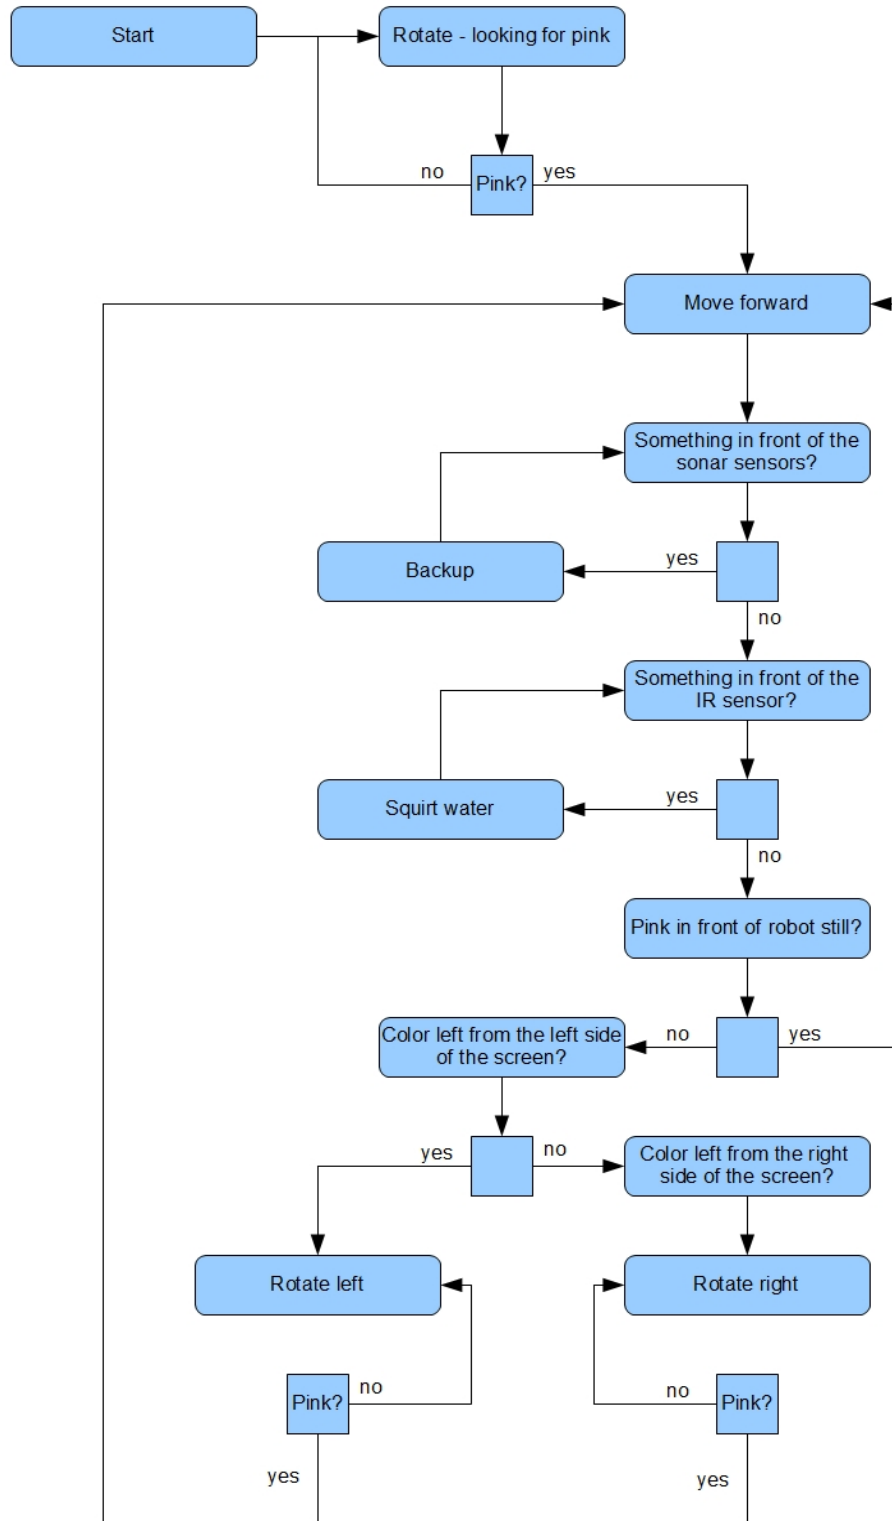 Start
Rotate - looking for pink
no
Pink?
yes
Move forward
Something in front of the
sonar sensors?
Backup
yes
no
Something in front of the
IR sensor?
Squirt water
yes
no
Pink in front of robot still?
Color left from the left side
of the screen?
no
yes
yes
no
Color left from the right
side of the screen?
Rotate left
Rotate right
Pink?
no
no
Pink?
yes
yes